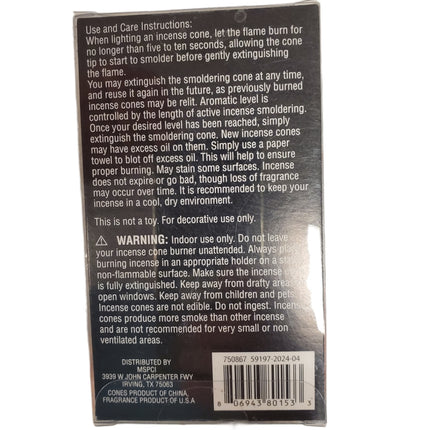 Use and Care Instructions:
When lighting an incense cone, let the flame burn for
no longer than five to ten seconds, allowing the cone
tip to start to smolder before gently extinguishing
the flame.
You may extinguish the smoldering cone at any time,
and reuse it again in the future, as previously burned
incense cones may be relit. Aromatic level is
controlled by the length of active incense smoldering.
Once your desired level has been reached, simply
extinguish the smoldering cone. New incense cones
may have excess oil on them. Simply use a paper
towel to blot off excess oil. This will help to ensure
proper burning. May stain some surfaces. Incense
does not expire or go bad, though loss of fragrance
may occur over time. It is recommended to keep your
incense in a cool, dry environment.
This is not a toy. For decorative use only.
⚠ WARNING: Indoor use only. Do not leave
your incense cone burner unattended. Always
burning incense in an appropriate holder on a
non-flammable surface. Make sure the incense
is fully extinguished. Keep away from drafty areas
open windows. Keep away from children and pets
Incense cones are not edible. Do not ingest. Incense
cones produce more smoke than other incense
and are not recommended for very small or non
ventilated areas.
DISTRIBUTED BY
MSPCI
3939 W JOHN CARPENTER FWY
IRVING, TX 75063
CONES PRODUCT OF CHINA,
FRAGRANCE PRODUCT OF U.S.A
750867 59197-2024-04
8 06943 80153 3